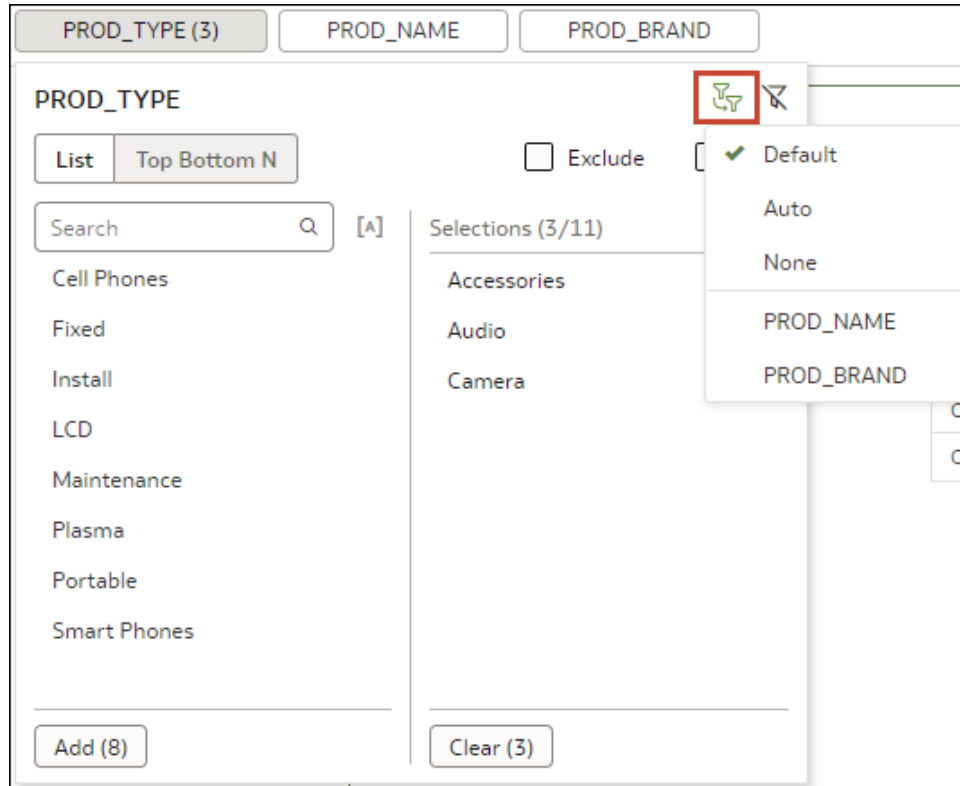 PROD_TYPE (3) PROD_NAME PROD_BRAND
PROD_TYPE
List Top Bottom N Exclude
Default
Auto
None
PROD_NAME
PROD_BRAND
Search [A]
Cell Phones
Fixed
Install
LCD
Maintenance
Plasma
Portable
Smart Phones
Add (8)
Selections (3/11)
Accessories
Audio
Camera
Clear (3)